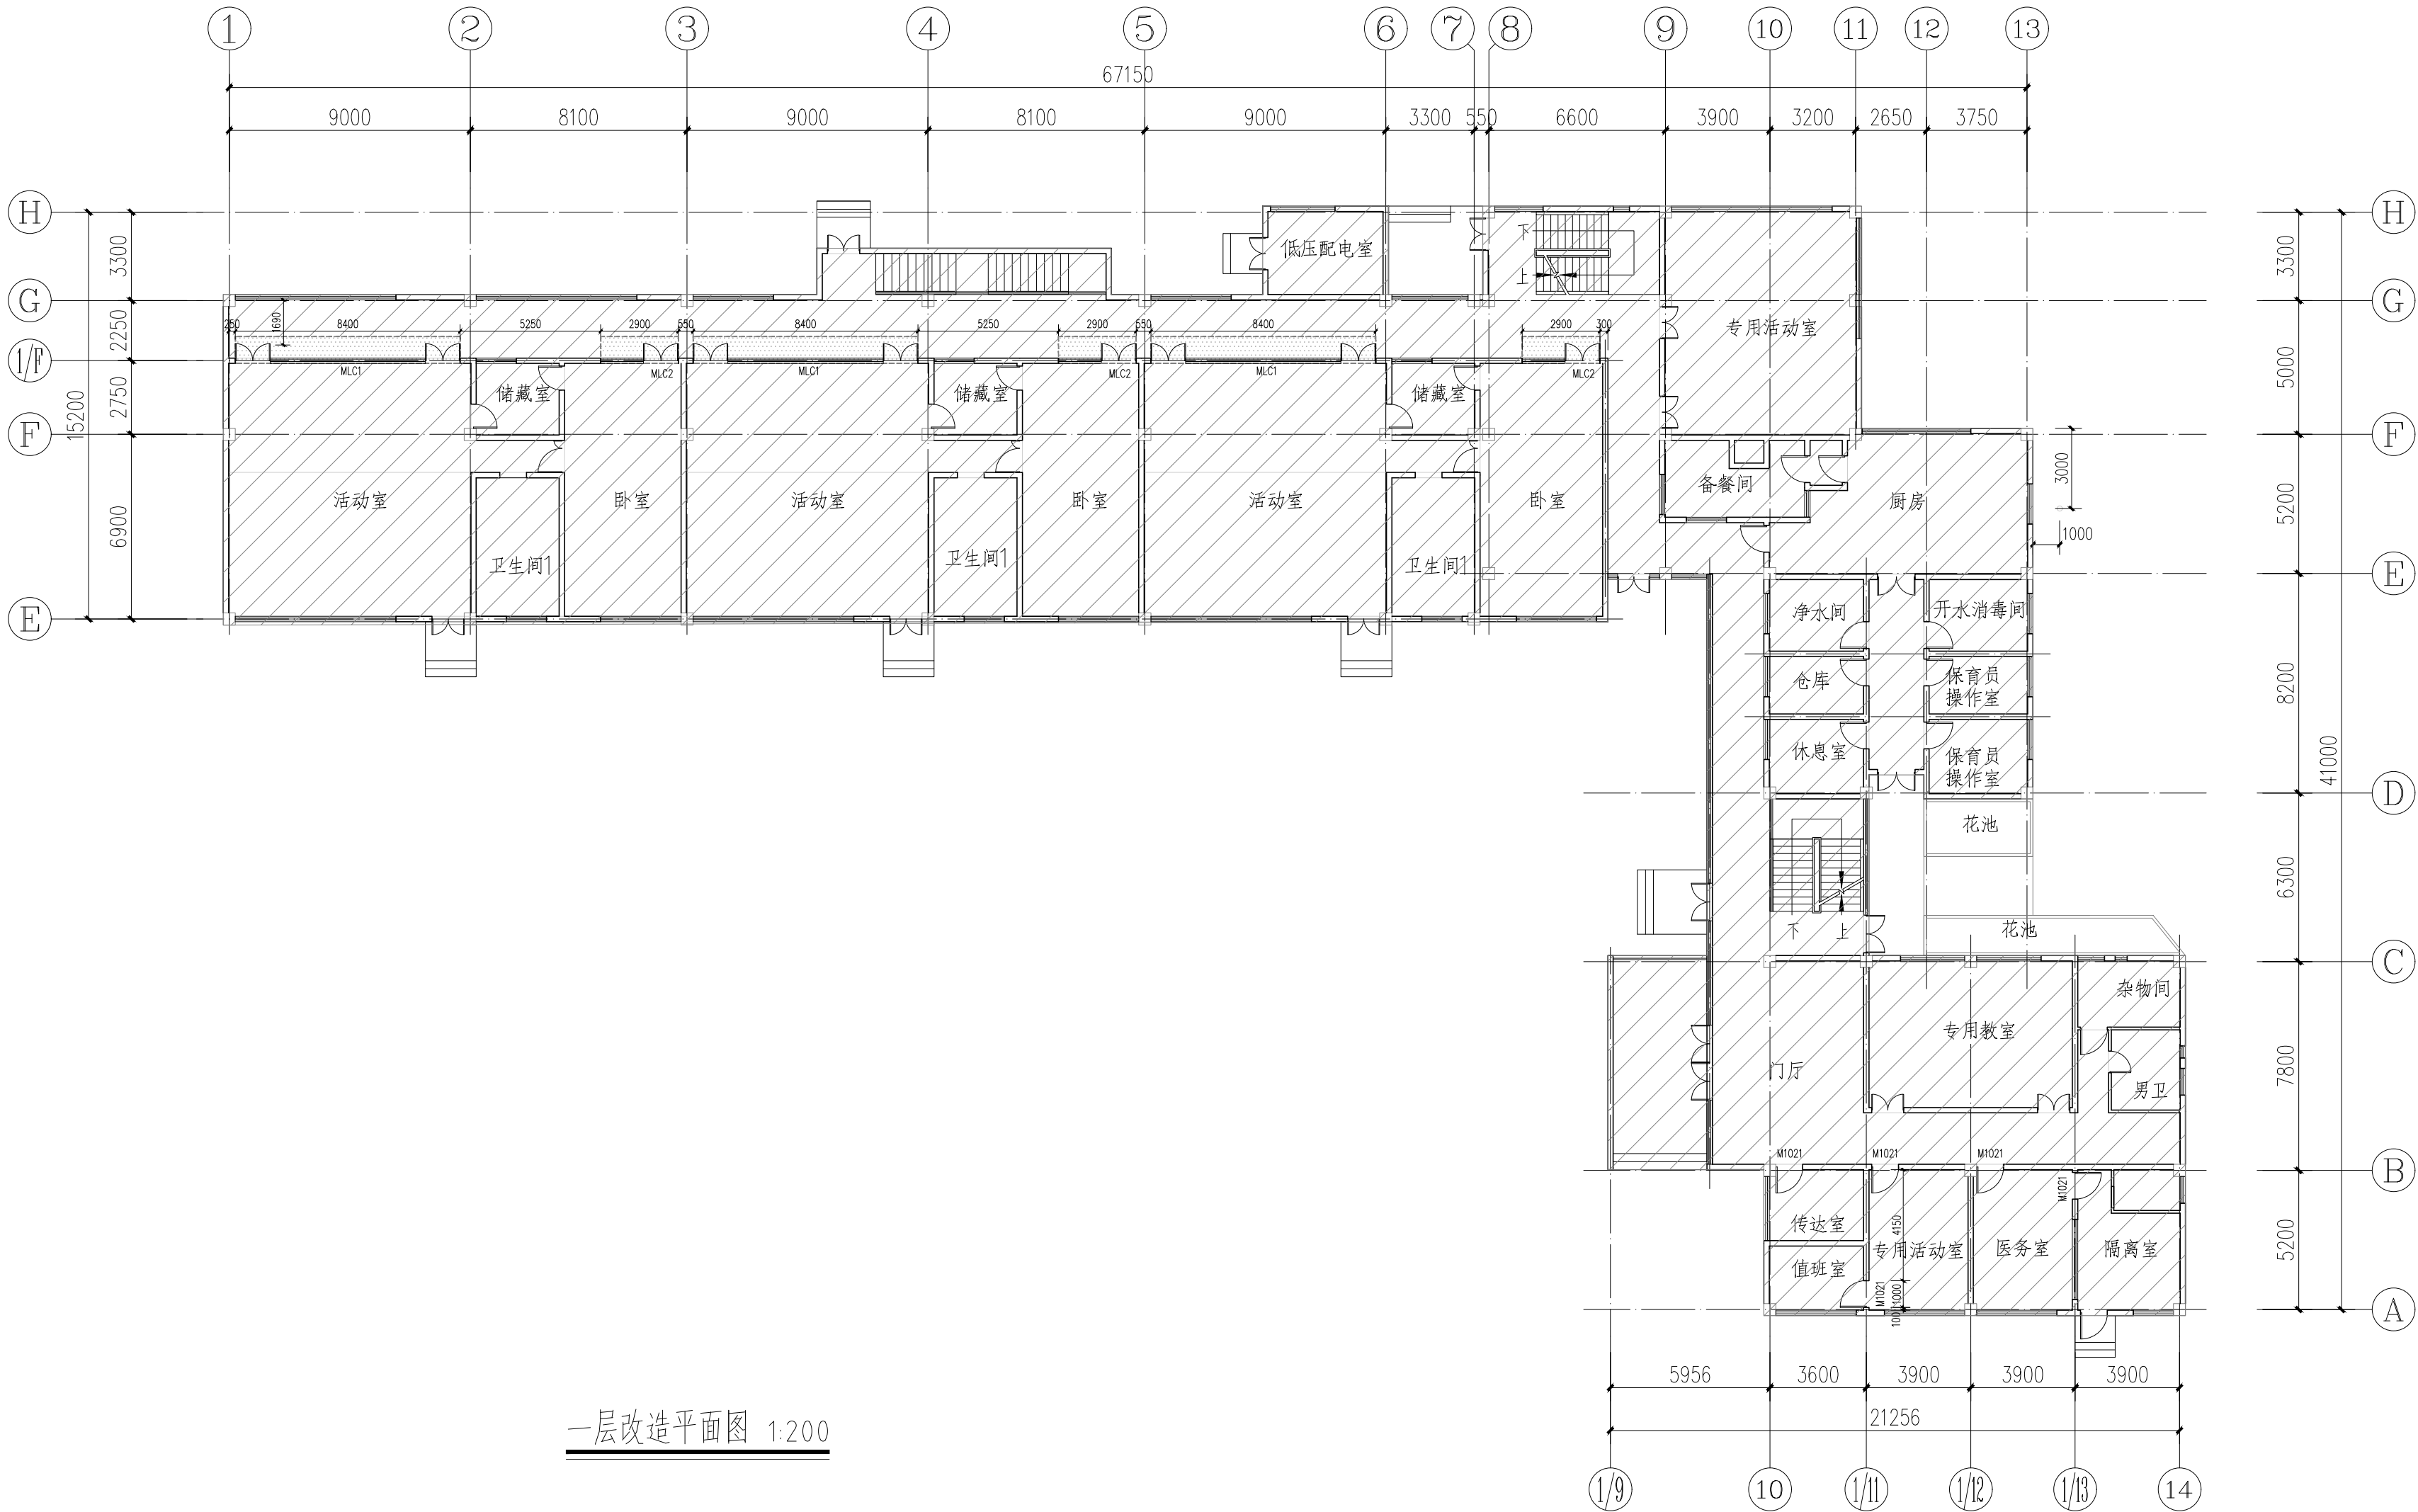 1 2 3 4 5 6 7 8 9 10 11 12 13
67150
9000 8100 9000 8100 9000 3300 550 6600 3900 3200 2650 3750
H H
3300 低压配电室 下 上 3300
G G
250 8400 5250 2900 550 8400 5250 2900 550 8400 2900 300
1690
2250 专用活动室
1/F
MLC1 MLC2 MLC1 MLC2 MLC1 MLC2
15200 2750 储藏室 储藏室 储藏室 5000
F F
6900 活动室 卧室 活动室 卧室 活动室 卧室 备餐间 厨房 3000 5200
1000
卫生间1 卫生间1 卫生间1
E E
净水间 开水消毒间
仓库 保育员
操作室
8200
休息室 保育员
操作室
41000
D
花池
6300
下 上 花池
C
杂物间
专用教室
门厅 男卫 7800
M1021 M1021 M1021
B
M1021
传达室 4150 专用活动室 医务室 隔离室 5200
值班室
M1021 1000 100
A
5956 3600 3900 3900 3900
21256
一层改造平面图 1:200
1/9 10 1/11 1/12 1/13 14